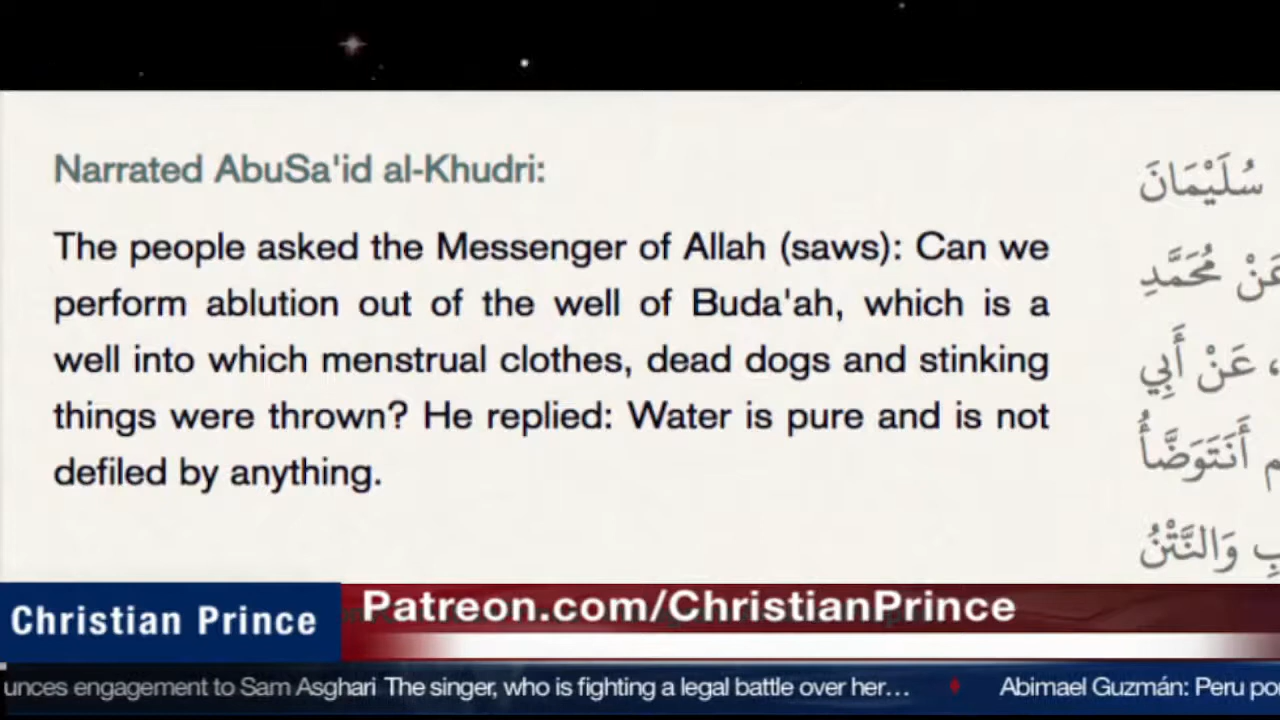 Narrated AbuSa'id al-Khudri:
The people asked the Messenger of Allah (saws): Can we
perform ablution out of the well of Buda'ah, which is a
well into which menstrual clothes, dead dogs and stinking
things were thrown? He replied: Water is pure and is not
defiled by anything.
سُلَيْمَانَ
عَنْ مُحَمَّدِ
، عَنْ أَبِي
أَنَتَوَضَّأُ
وَالنَّتْنُ
Christian Prince
Patreon.com/ChristianPrince
unces engagement to Sam Asghari The singer, who is fighting a legal battle over her… Abimael Guzmán: Peru po